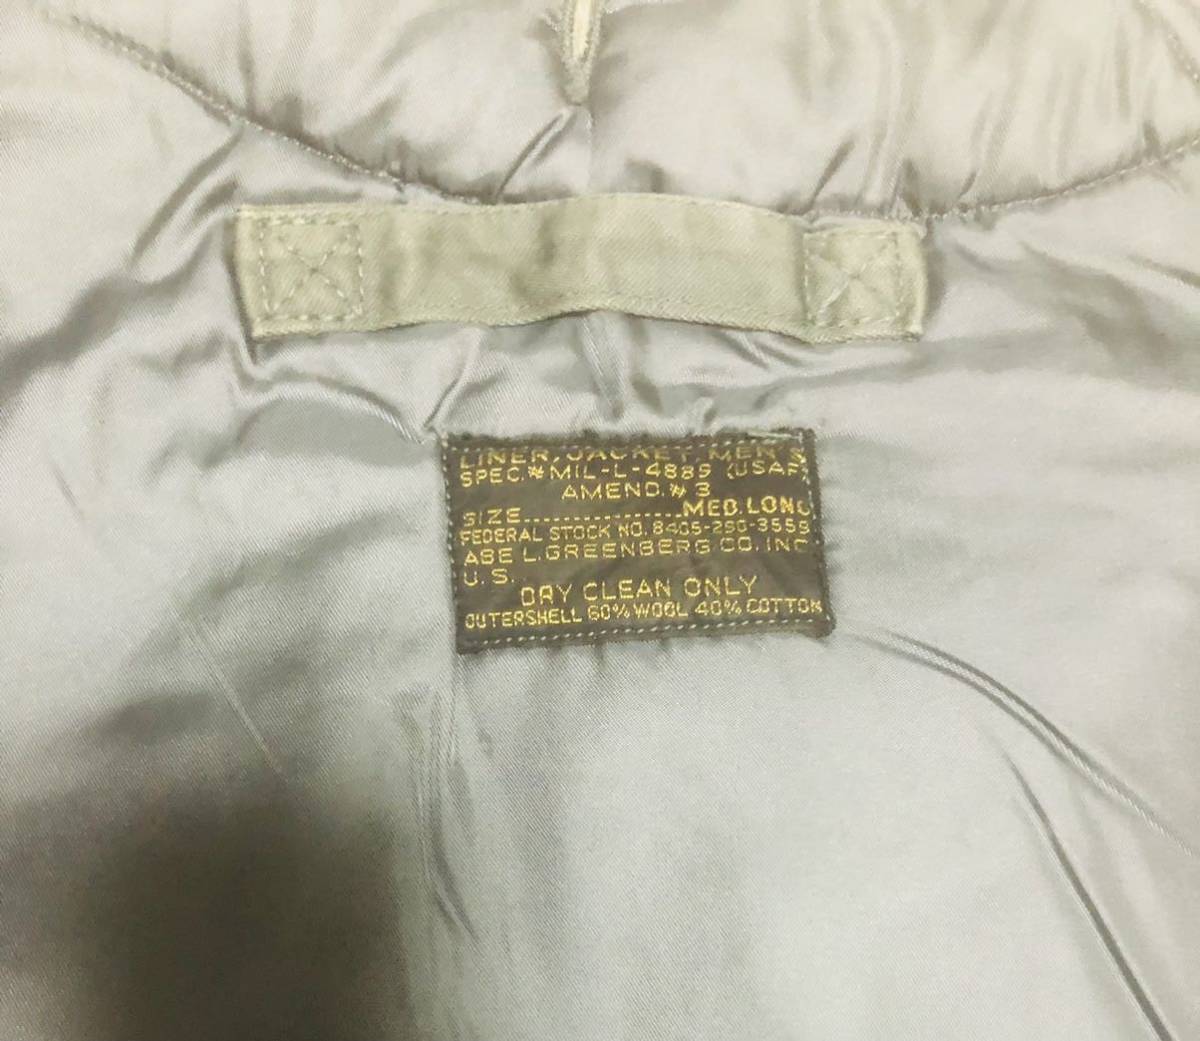 LINER, JACKET, MEN'S
SPEC.#MIL-L-4889 (USAF)
AMEND.#3
SIZE................MED.LONG
FEDERAL STOCK NO. 8405-290-3559
ABE L.GREENBERG CO.INC
U.S.
DRY CLEAN ONLY
OUTERSHELL 60% WOOL 40% COTTON